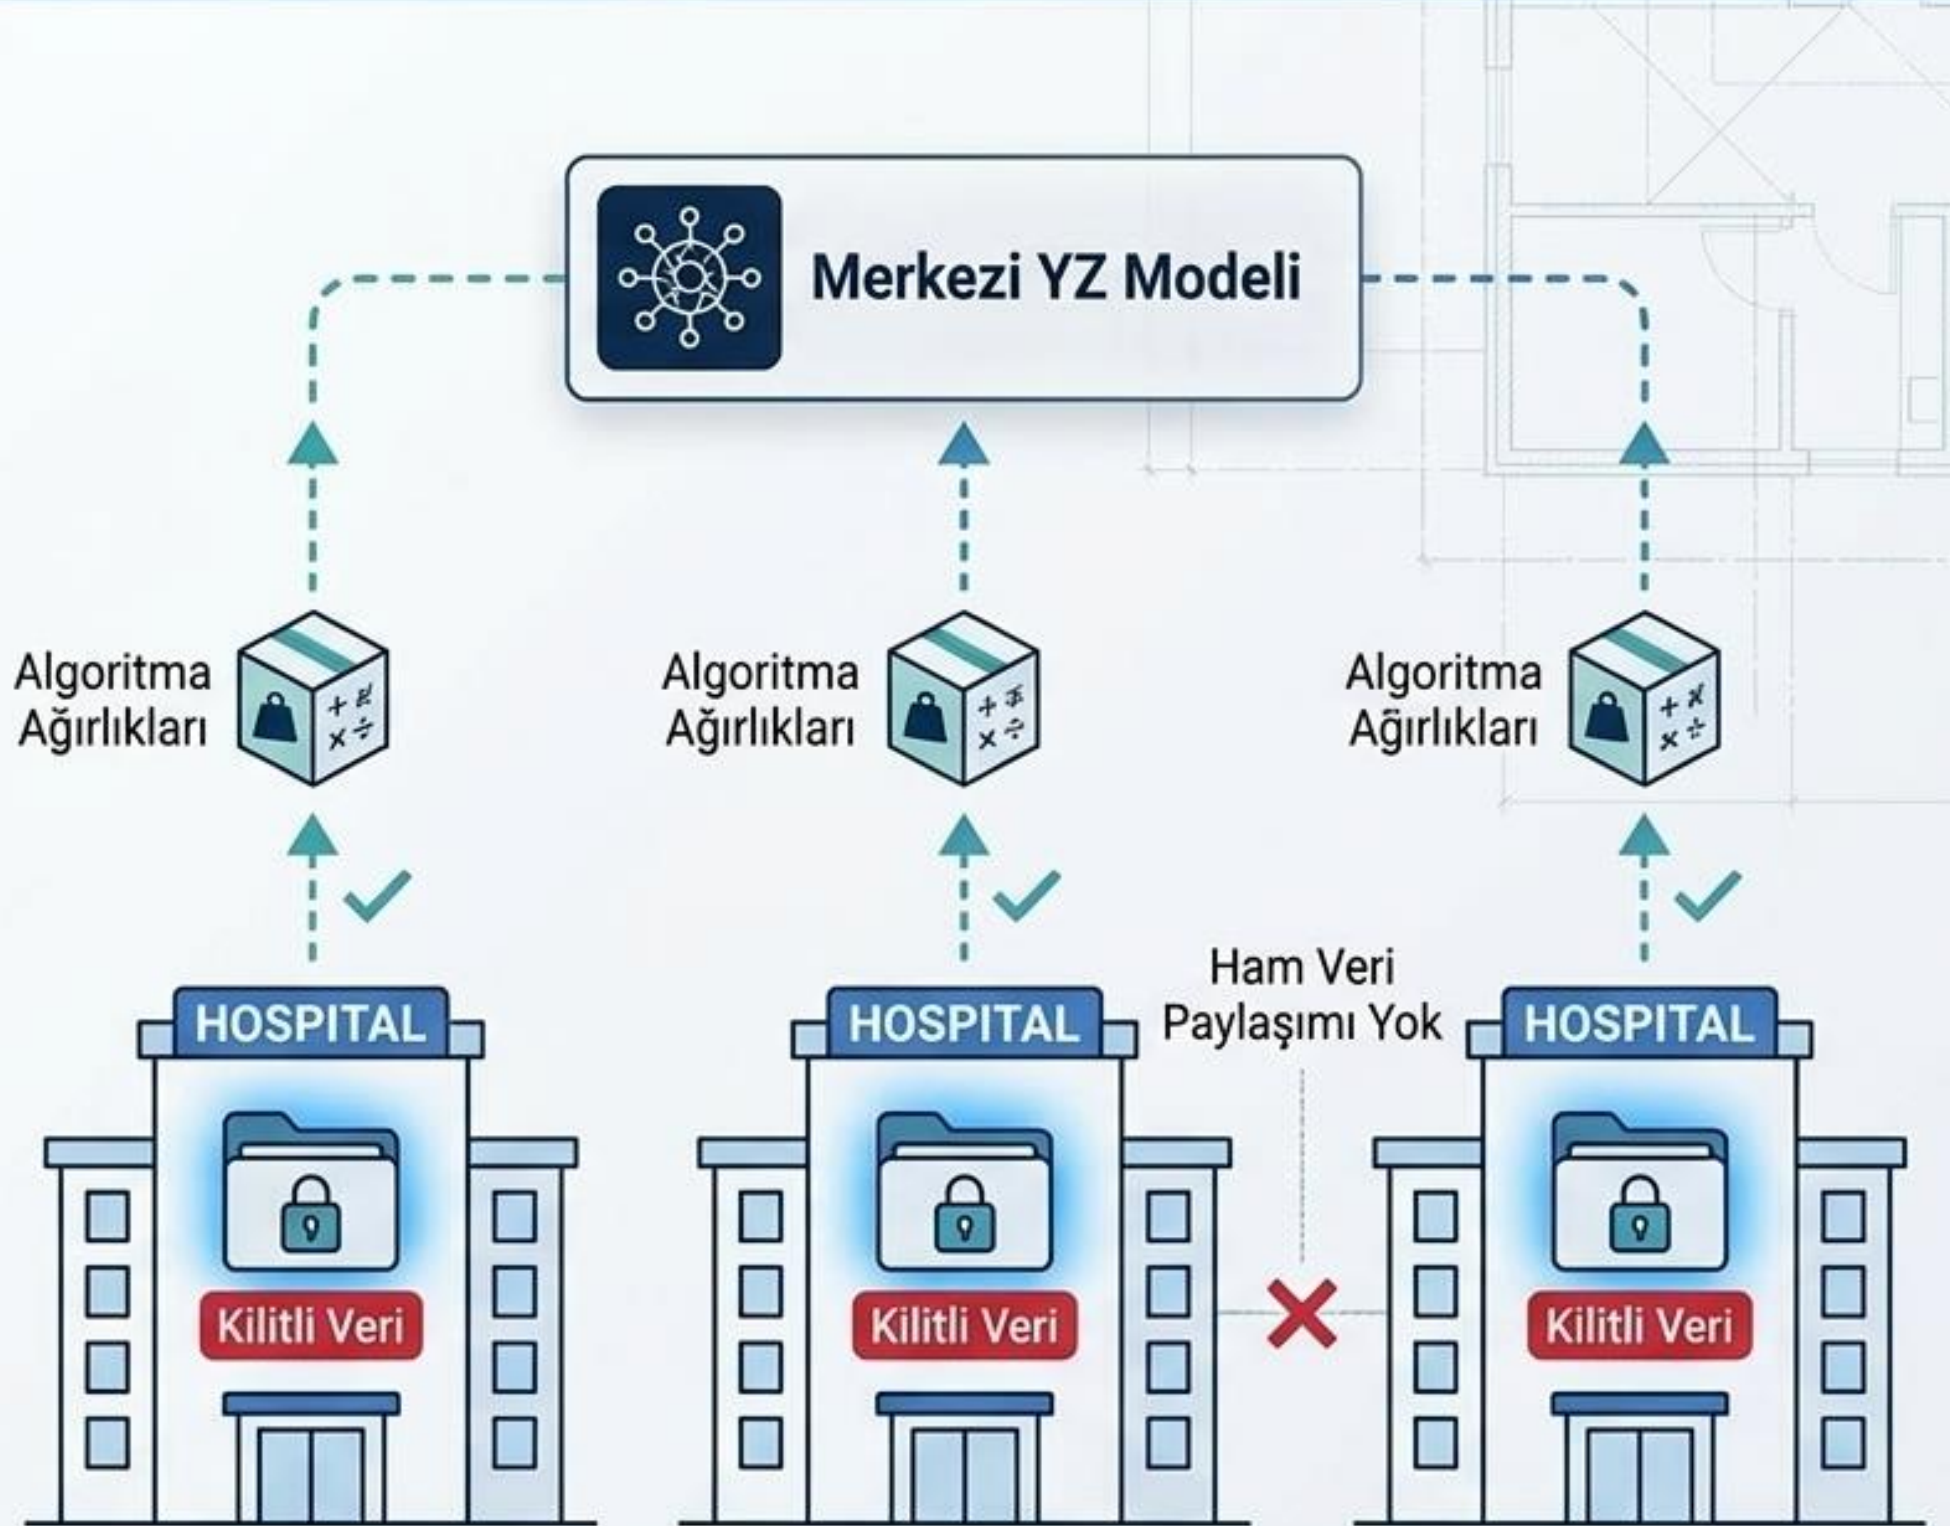 Merkezi YZ Modeli
Algoritma
Ağırlıkları
Algoritma
Ağırlıkları
Algoritma
Ağırlıkları
Ham Veri
Paylaşımı Yok
HOSPITAL
HOSPITAL
HOSPITAL
Kilitli Veri
Kilitli Veri
Kilitli Veri